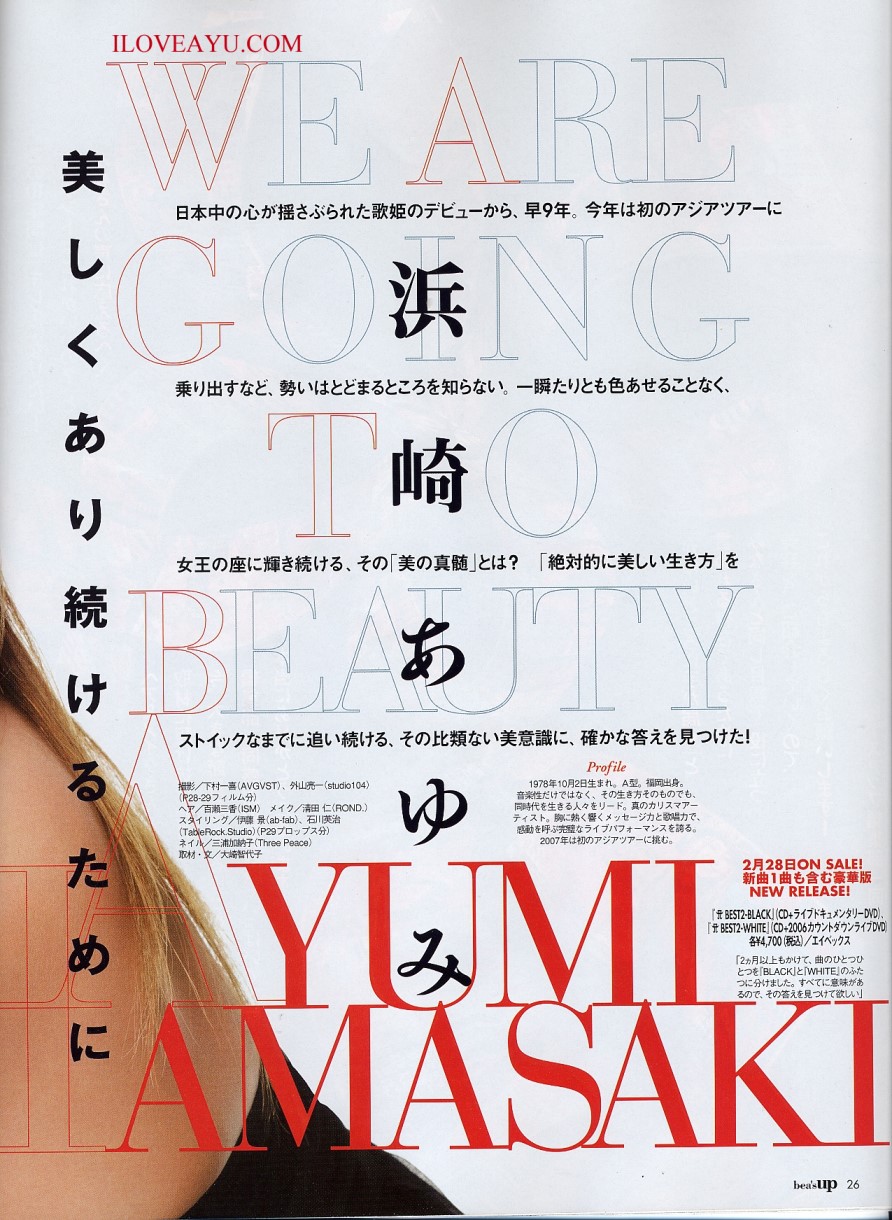 ILOVEAYU.COM
WE ARE
GOING
TO
BEAUTY
美しくあり続けるために
浜崎あゆみ
日本中の心が揺さぶられた歌姫のデビューから、早9年。今年は初のアジアツアーに
乗り出すなど、勢いはとどまるところを知らない。一瞬たりとも色あせることなく、
女王の座に輝き続ける、その「美の真髄」とは？ 「絶対的に美しい生き方」を
ストイックなまでに追い続ける、その比類ない美意識に、確かな答えを見つけた！
撮影／下村一喜（AVGVST）、外山亮一（studio104）
（P28-29フィルム分）
ヘア／百瀬三香（ISM） メイク／清田 仁（ROND.）
スタイリング／伊藤 景（ab-fab）、石川英治
（TableRock.Studio）（P29プロップス分）
ネイル／三浦加納子（Three Peace）
取材・文／大崎智代子
Profile
1978年10月2日生まれ。A型。福岡出身。
音楽性だけではなく、その生き方そのものでも、
同時代を生きる人々をリード。真のカリスマアー
ティスト。胸に熱く響くメッセージ力と歌唱力で、
感動を呼ぶ完璧なライブパフォーマンスを誇る。
2007年は初のアジアツアーに挑む。
AYUMI
HAMASAKI
2月28日ON SALE!
新曲1曲も含む豪華版
NEW RELEASE!
『A BEST2-BLACK』（CD+ライブドキュメンタリーDVD）、
『A BEST2-WHITE』（CD+2006カウントダウンライブDVD）
各¥4,700（税込）／エイベックス
「2ヵ月以上もかけて、曲のひとつひ
とつを『BLACK』と『WHITE』のふた
つに分けました。すべてに意味があ
るので、その答えを見つけて欲しい」
bea's up 26